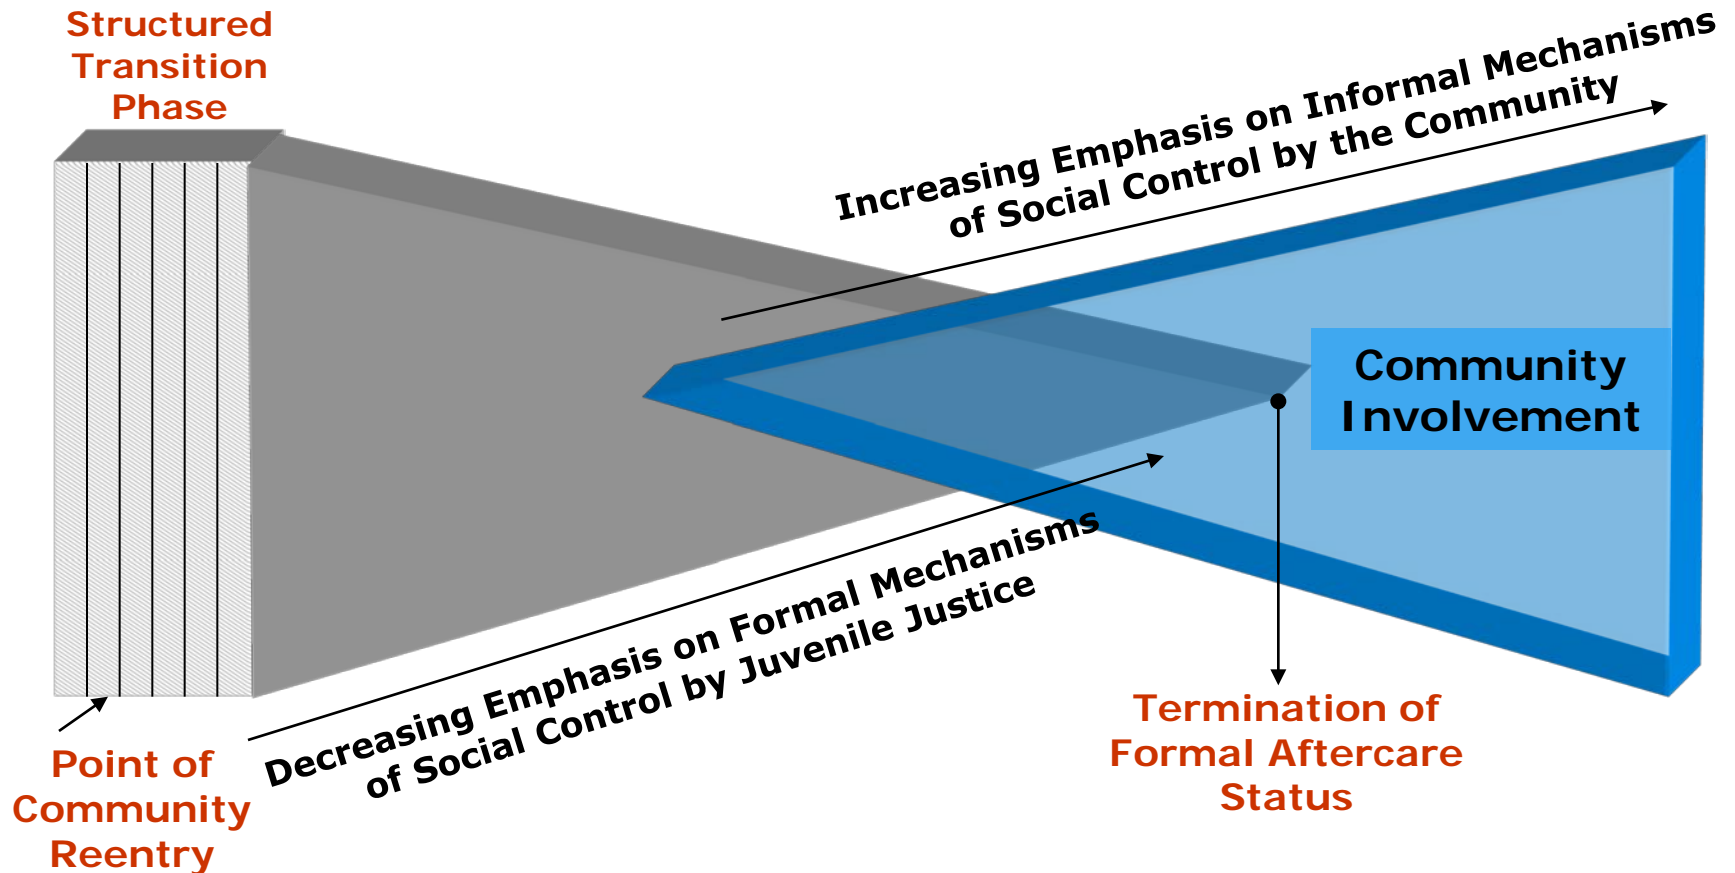 Structured
Transition
Phase
Increasing Emphasis on Informal Mechanisms
of Social Control by the Community
Community
Involvement
Decreasing Emphasis on Formal Mechanisms
of Social Control by Juvenile Justice
Point of
Community
Reentry
Termination of
Formal Aftercare
Status